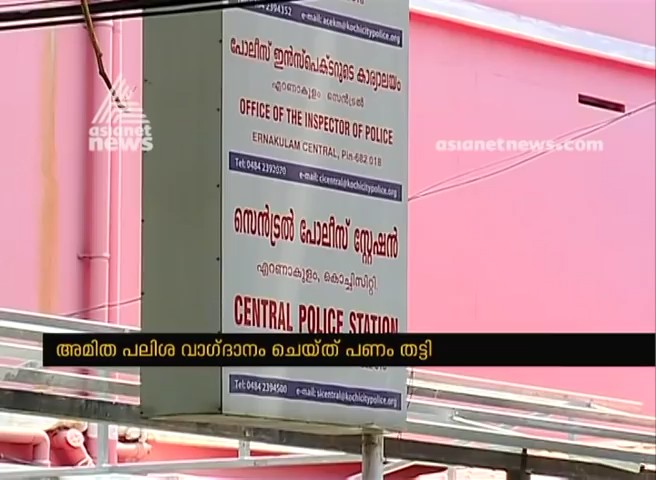 2394352
e-mail: acekm@kochicitypolice.org
പോലീസ് ഇൻസ്പെക്ടറുടെ കാര്യാലയം
എറണാകുളം സെൻട്രൽ
OFFICE OF THE INSPECTOR OF POLICE
ERNAKULAM CENTRAL, Pin-682 018
Tel: 0484 2392070 e-mail: cicentral@kochicitypolice.org
സെൻട്രൽ പോലീസ് സ്റ്റേഷൻ
എറണാകുളം, കൊച്ചിസിറ്റി
CENTRAL POLICE STATION
Tel: 0484 2394500 e-mail: sicentral@kochicitypolice.org
asianet
news
asianetnews.com
അമിത പലിശ വാഗ്ദാനം ചെയ്ത് പണം തട്ടി